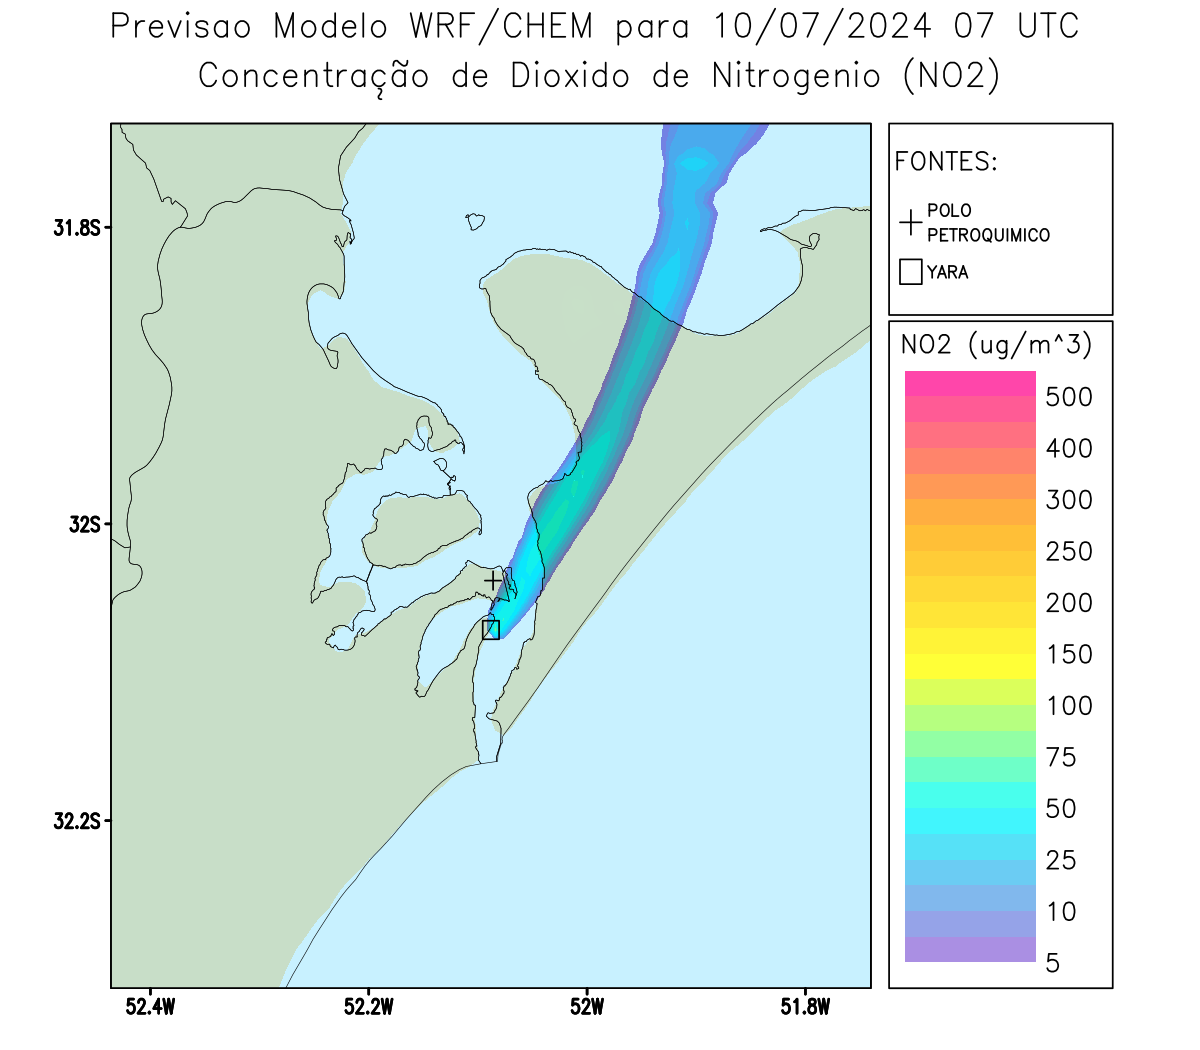 Previsao Modelo WRF/CHEM para 10/07/2024 07 UTC
Concentração de Dioxido de Nitrogenio (NO2)
FONTES:
POLO
PETROQUIMICO
YARA
NO2 (ug/m^3)
500
400
300
250
200
150
100
75
50
25
10
5
31.8S
32S
32.2S
52.4W
52.2W
52W
51.8W